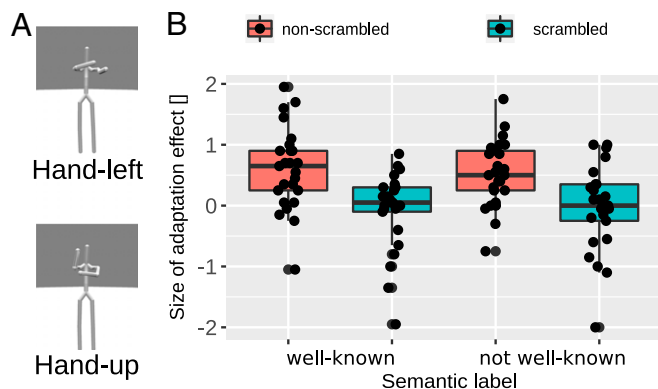 A
Hand-left
Hand-up
B
non-scrambled
scrambled
Size of adaptation effect []
2
1
0
-1
-2
well-known
not well-known
Semantic label